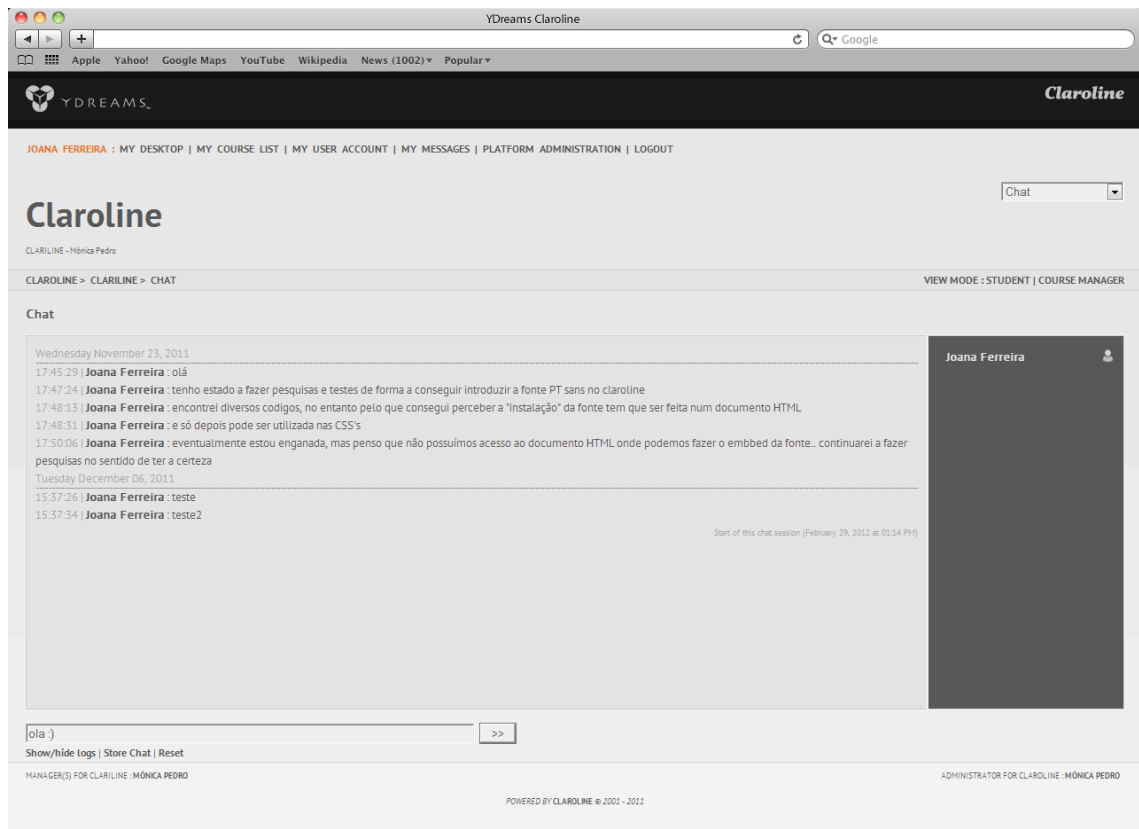 YDreams Claroline
Google
Apple Yahoo! Google Maps YouTube Wikipedia News (1002) Popular
YDREAMS Claroline
JOANA FERREIRA : MY DESKTOP | MY COURSE LIST | MY USER ACCOUNT | MY MESSAGES | PLATFORM ADMINISTRATION | LOGOUT
Chat
Claroline
CLARILINE - Mónica Pedro
CLAROLINE > CLARILINE > CHAT VIEW MODE : STUDENT | COURSE MANAGER
Chat
Wednesday November 23, 2011
Joana Ferreira
17:45:29 | Joana Ferreira : olá
17:47:24 | Joana Ferreira : tenho estado a fazer pesquisas e testes de forma a conseguir introduzir a fonte PT sans no claroline
17:48:13 | Joana Ferreira : encontrei diversos codigos, no entanto pelo que consegui perceber a "instalação" da fonte tem que ser feita num documento HTML
17:48:31 | Joana Ferreira : e só depois pode ser utilizada nas CSS's
17:50:06 | Joana Ferreira : eventualmente estou enganada, mas penso que não possuímos acesso ao documento HTML onde podemos fazer o embbed da fonte.. continuarei a fazer
pesquisas no sentido de ter a certeza
Tuesday December 06, 2011
15:37:26 | Joana Ferreira : teste
15:37:34 | Joana Ferreira : teste2
Start of this chat session (February 29, 2012 at 01:14 PM)
ola :) >>
Show/hide logs | Store Chat | Reset
MANAGER(S) FOR CLARILINE : MÓNICA PEDRO ADMINISTRATOR FOR CLAROLINE : MÓNICA PEDRO
POWERED BY CLAROLINE © 2001 - 2011